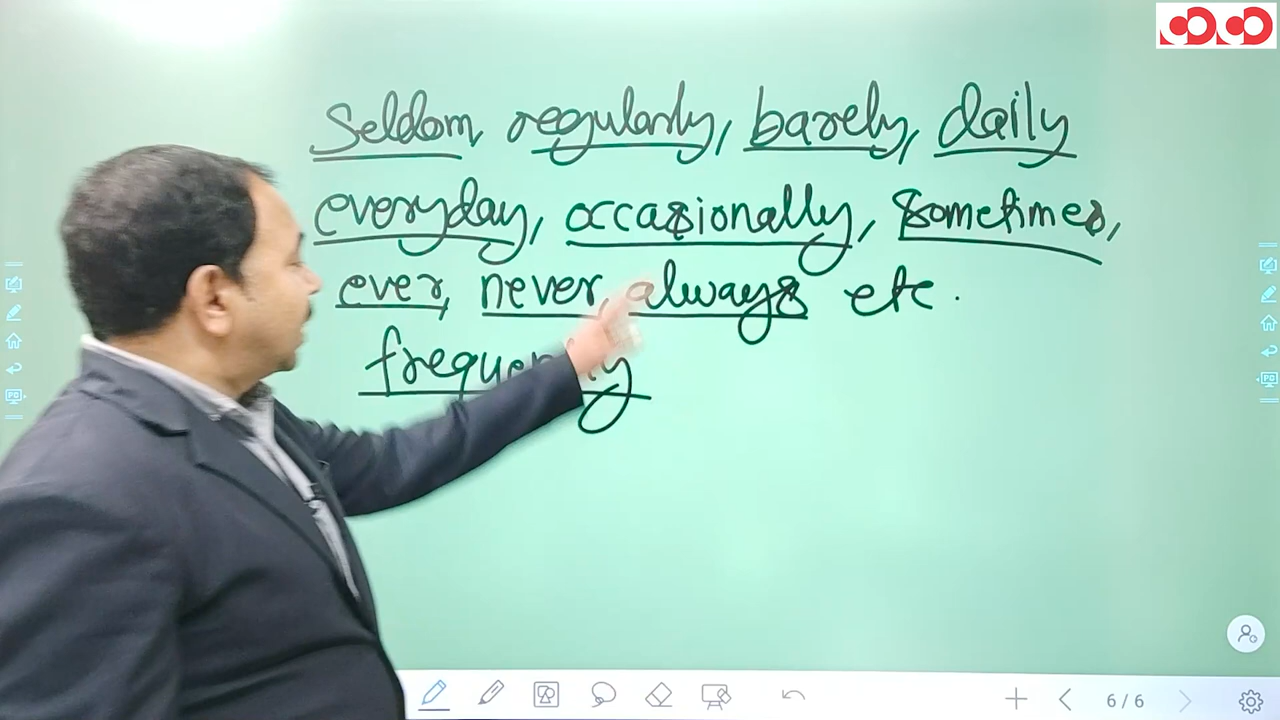 Seldom, regularly, barely, daily
everyday, occasionally, sometimes,
ever, never, always etc.
frequently
6/6